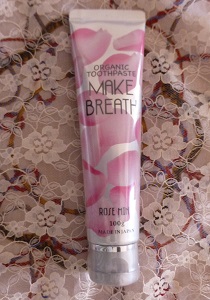 ORGANIC
TOOTHPASTE
MAKE
BREATH
ROSE MINT
100g
MADE IN JAPAN